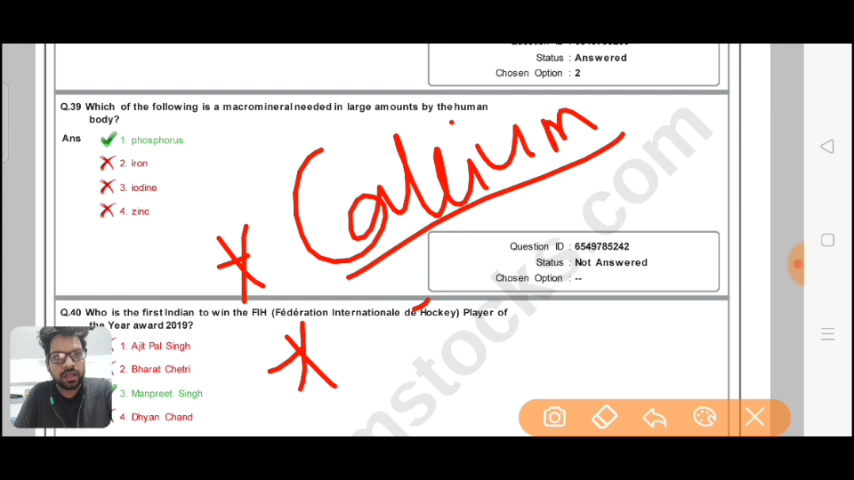 Status : Answered
Chosen Option : 2
Q.39 Which of the following is a macromineral needed in large amounts by the human
body?
Ans 1. phosphorus
2. iron
3. iodine
4. zinc
Calcium
Question ID : 6549785242
Status : Not Answered
Chosen Option : --
Q.40 Who is the first Indian to win the FIH (Fédération Internationale de Hockey) Player of
the Year award 2019?
1. Ajit Pal Singh
2. Bharat Chetri
3. Manpreet Singh
4. Dhyan Chand
mstocks.com